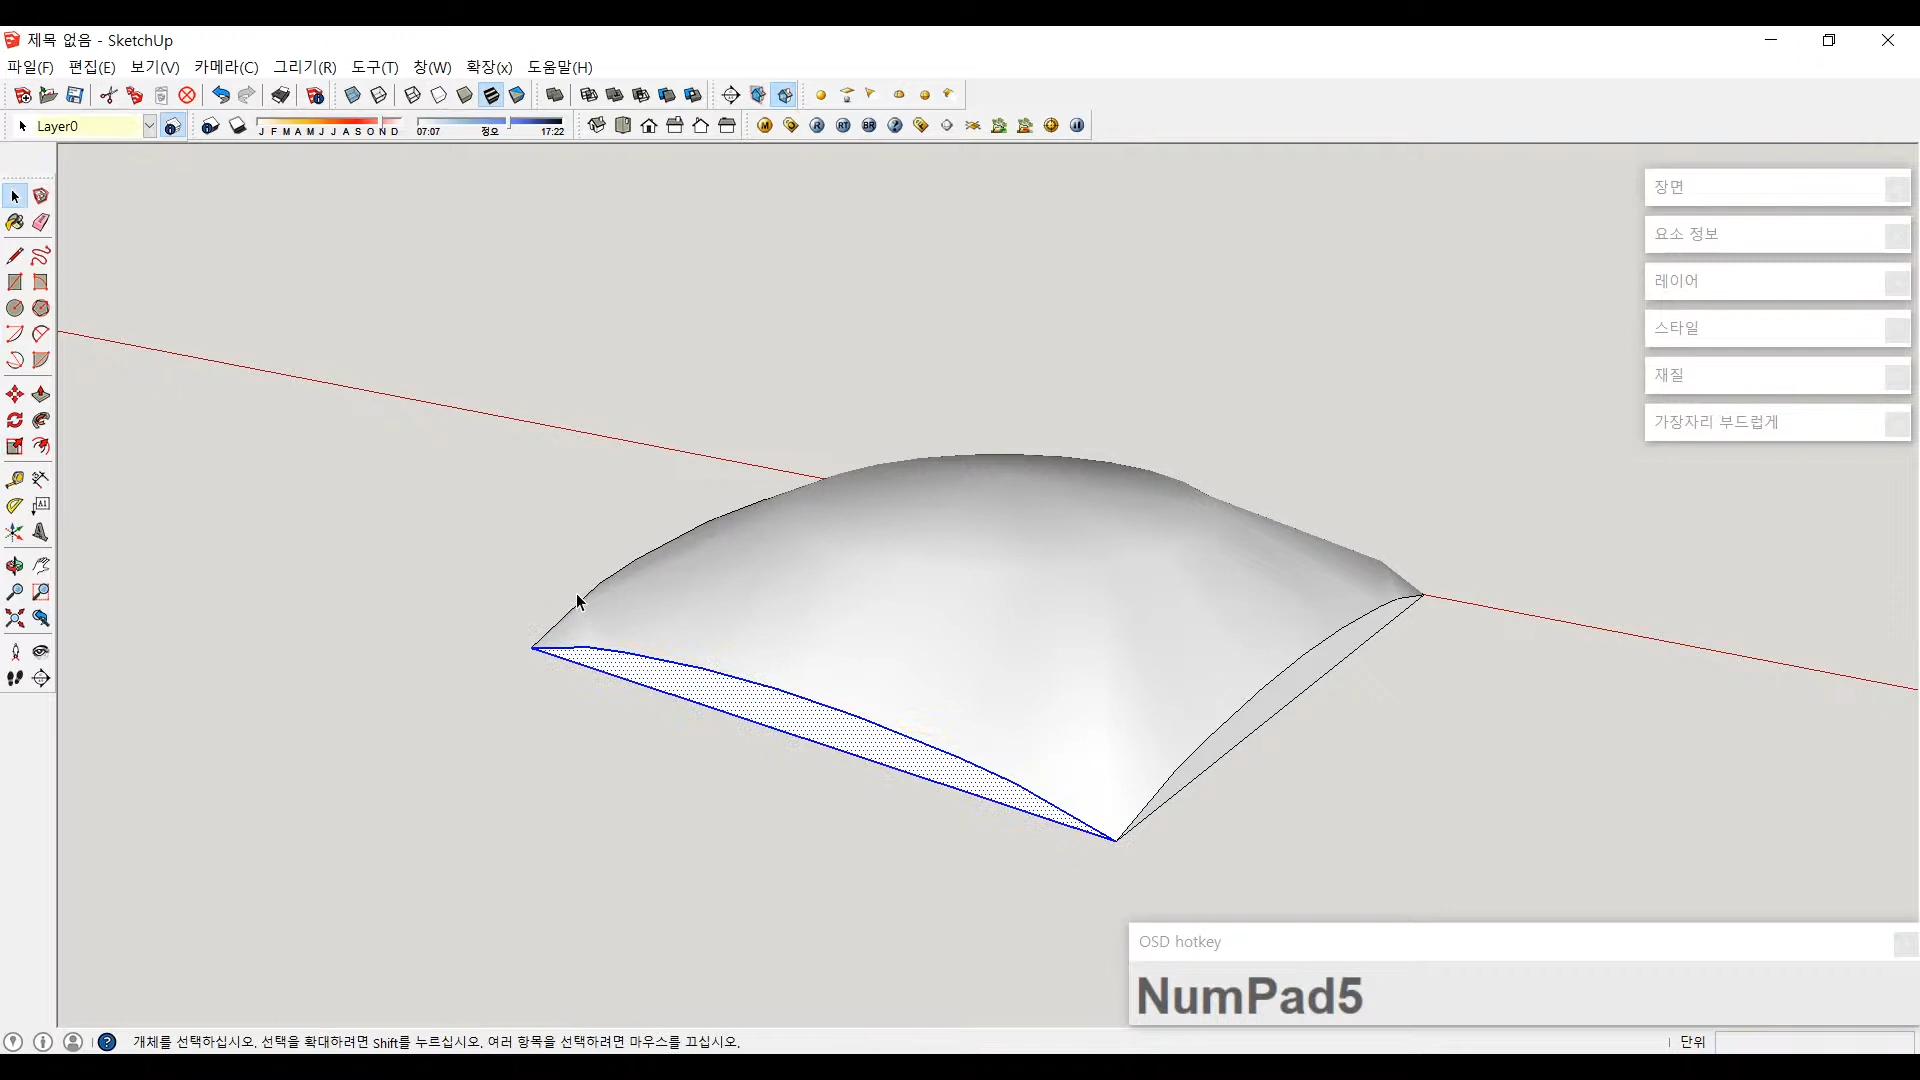 제목 없음 - SketchUp
파일(F) 편집(E) 보기(V) 카메라(C) 그리기(R) 도구(T) 창(W) 확장(x) 도움말(H)
Layer0
J F M A M J J A S O N D
07:07 정오 17:22
M R RT BR ?
A1
장면
요소 정보
레이어
스타일
재질
가장자리 부드럽게
OSD hotkey
NumPad5
개체를 선택하십시오. 선택을 확대하려면 Shift를 누르십시오. 여러 항목을 선택하려면 마우스를 끄십시오.
단위